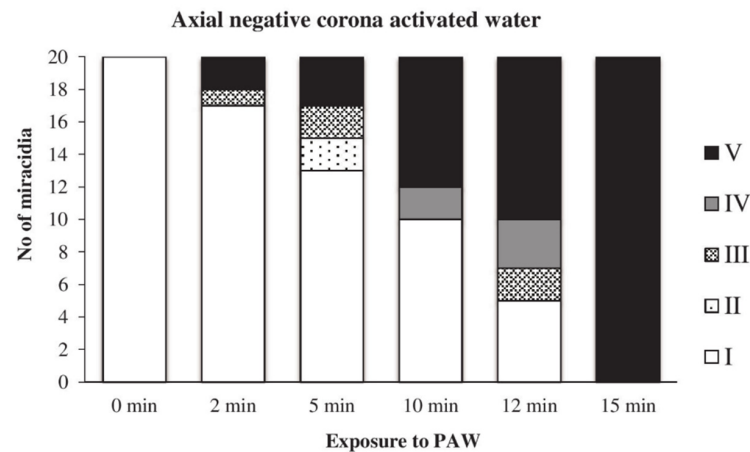 Axial negative corona activated water
No of miracidia
20
18
16
14
12
10
8
6
4
2
0
0 min 2 min 5 min 10 min 12 min 15 min
Exposure to PAW
V
IV
III
II
I